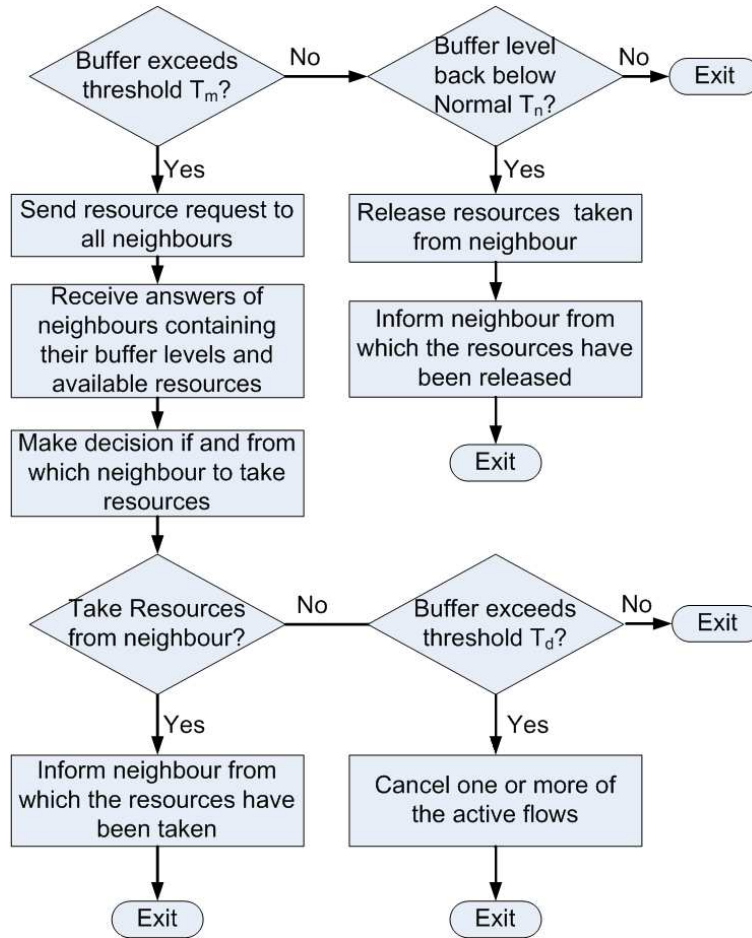 Buffer exceeds
threshold Tm?
No
Buffer level
back below
Normal Tn?
No
Exit
Yes
Yes
Send resource request to
all neighbours
Release resources taken
from neighbour
Receive answers of
neighbours containing
their buffer levels and
available resources
Inform neighbour from
which the resources have
been released
Make decision if and from
which neighbour to take
resources
Exit
Take Resources
from neighbour?
No
Buffer exceeds
threshold Td?
No
Exit
Yes
Yes
Inform neighbour from
which the resources have
been taken
Cancel one or more of
the active flows
Exit
Exit